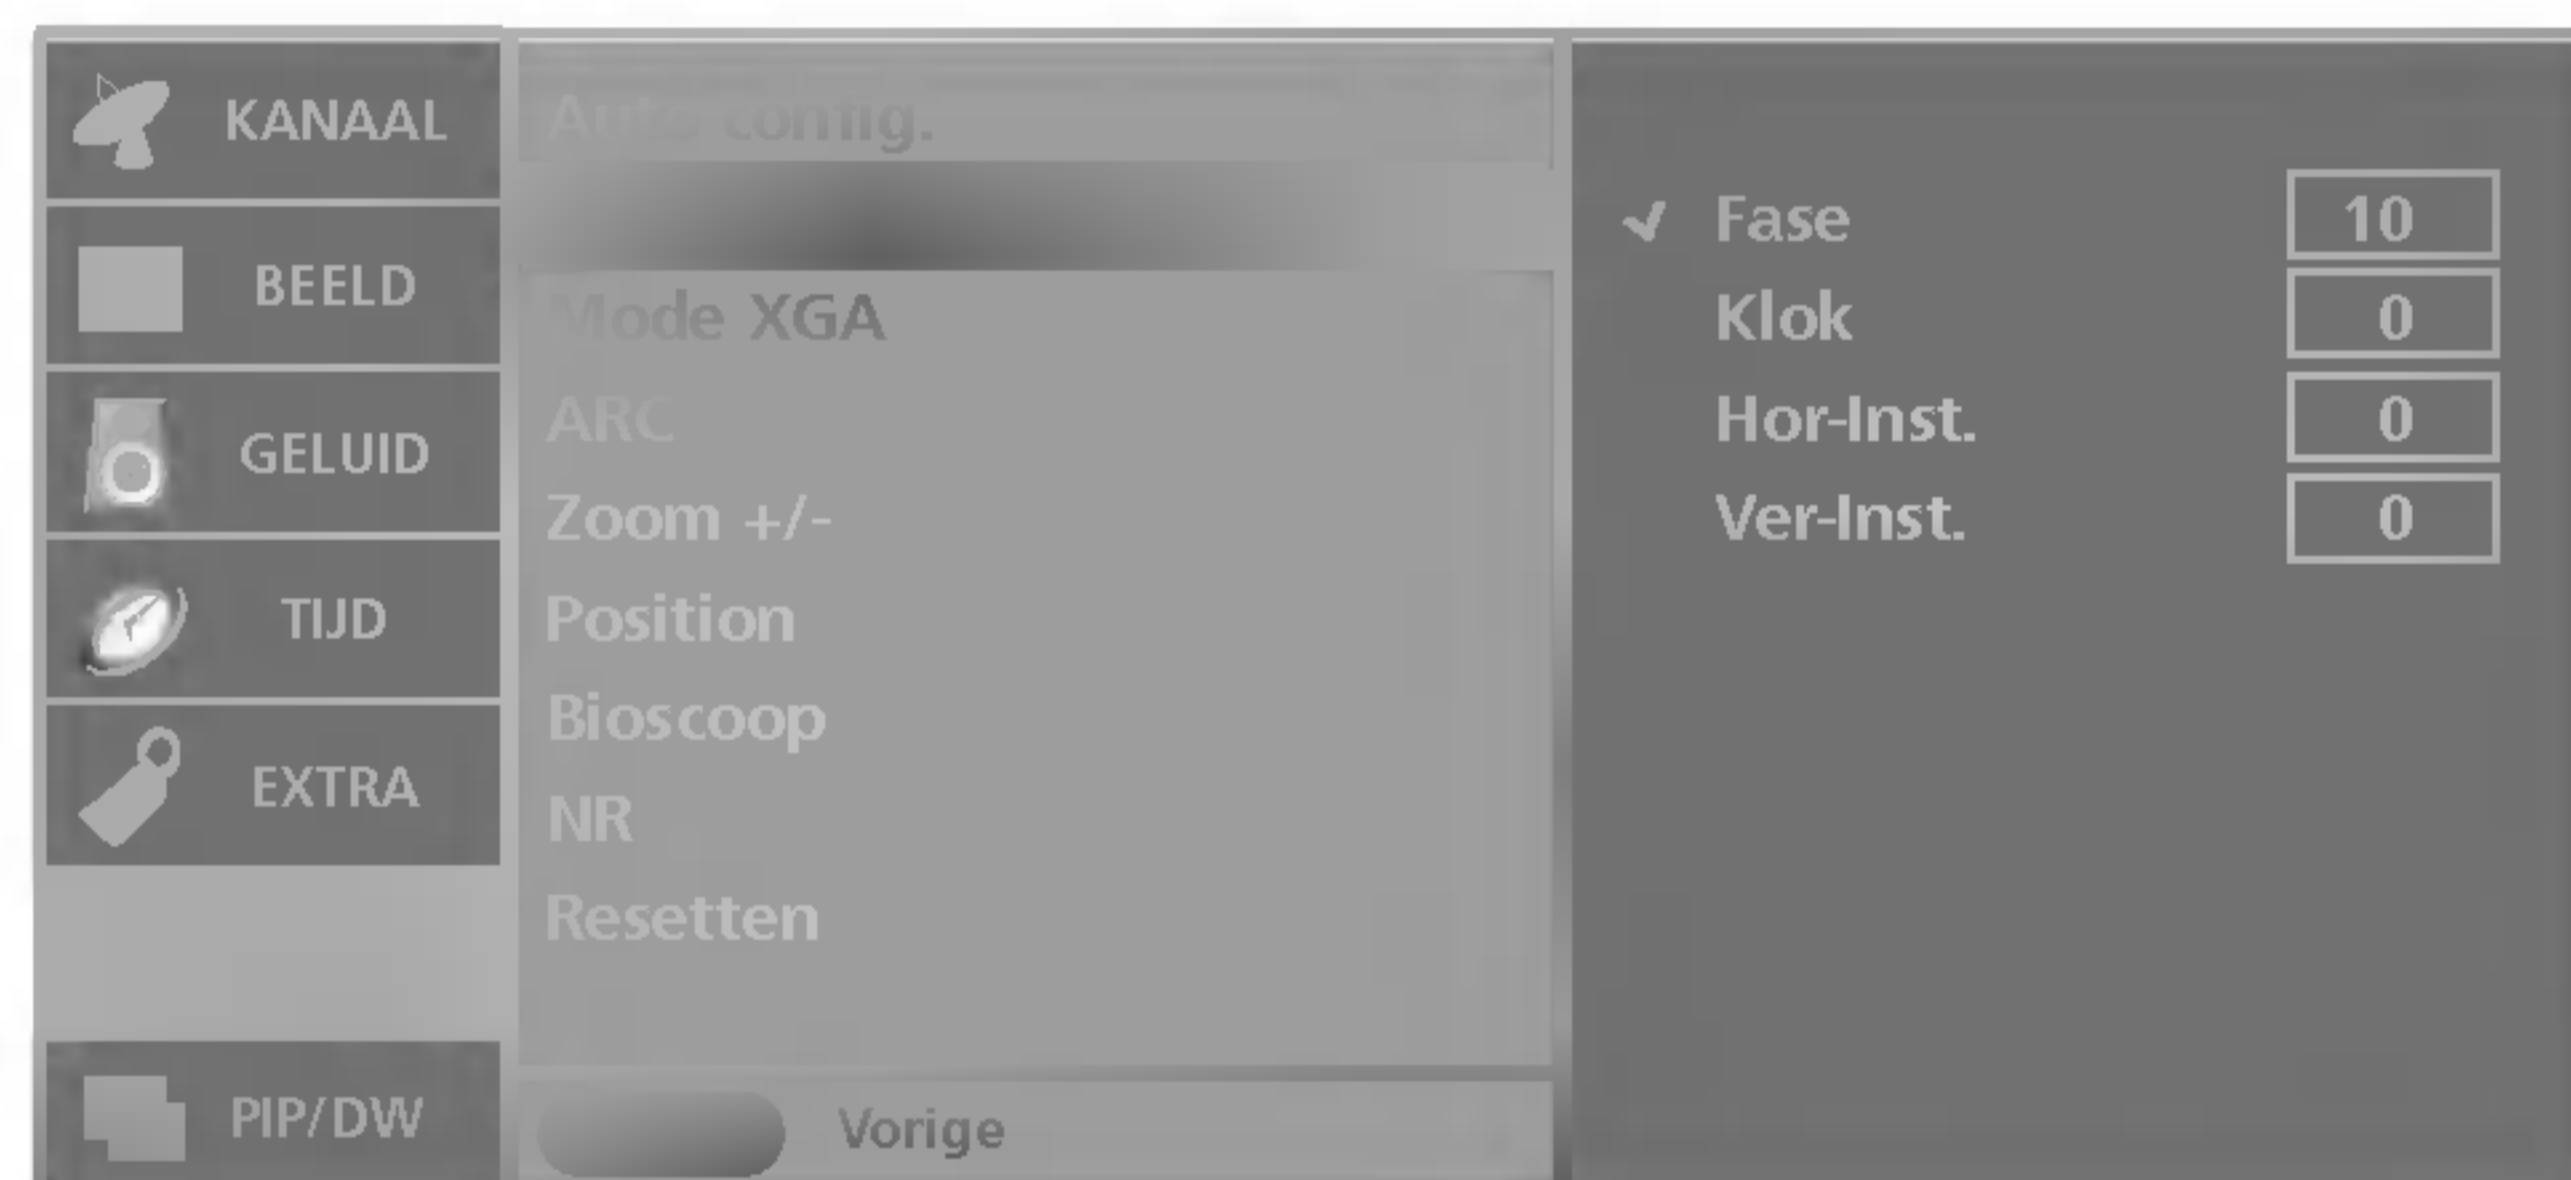 KANAAL
BEELD
GELUID
TIJD
EXTRA
PIP/DW
Auto config.
Mode XGA
ARC
Zoom +/-
Position
Bioscoop
NR
Resetten
Vorige
Fase 10
Klok 0
Hor-Inst. 0
Ver-Inst. 0